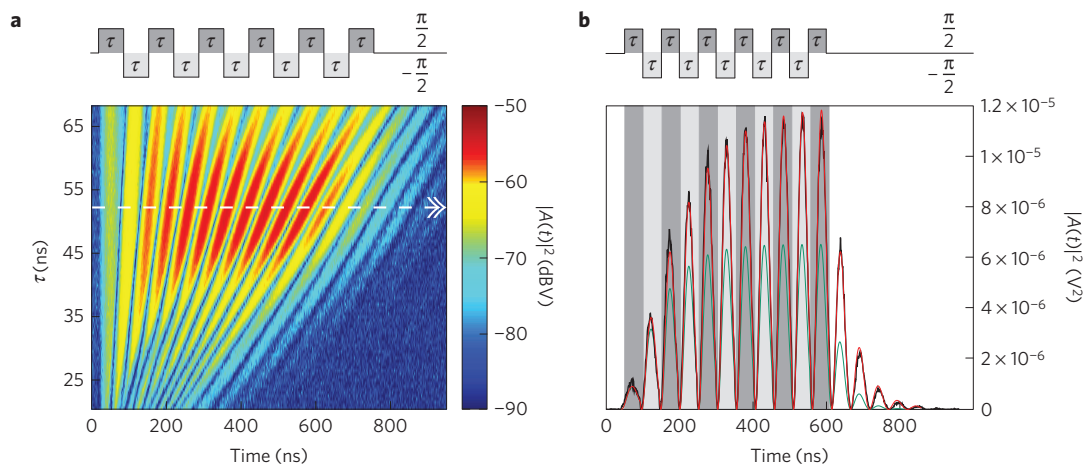 a
τ τ τ τ τ τ π/2
τ τ τ τ τ −π/2
65
55
45
35
25
τ (ns)
0 200 400 600 800
Time (ns)
−50
−60
−70
−80
−90
|A(t)|² (dBV)
b
τ τ τ τ τ τ π/2
τ τ τ τ τ −π/2
1.2 × 10⁻⁵
1 × 10⁻⁵
8 × 10⁻⁶
6 × 10⁻⁶
4 × 10⁻⁶
2 × 10⁻⁶
0
|A(t)|² (V²)
0 200 400 600 800
Time (ns)